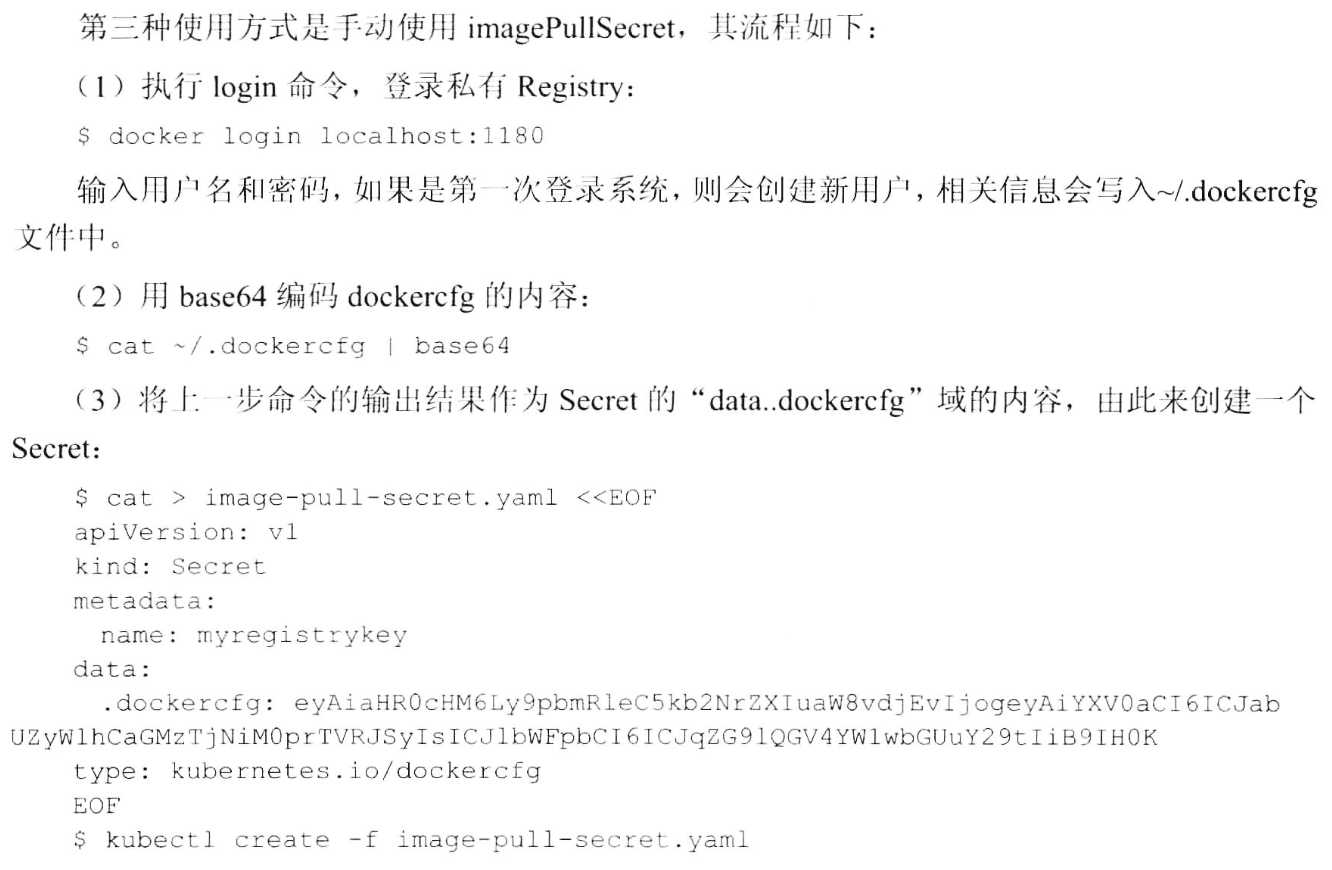 第三种使用方式是手动使用 imagePullSecret，其流程如下：
（1）执行 login 命令，登录私有 Registry：
$ docker login localhost:1180
输入用户名和密码，如果是第一次登录系统，则会创建新用户，相关信息会写入~/.dockercfg
文件中。
（2）用 base64 编码 dockercfg 的内容：
$ cat ~/.dockercfg | base64
（3）将上一步命令的输出结果作为 Secret 的“data..dockercfg”域的内容，由此来创建一个
Secret：
$ cat > image-pull-secret.yaml <<EOF
apiVersion: v1
kind: Secret
metadata:
  name: myregistrykey
data:
  .dockercfg: eyAiaHR0cHM6Ly9pbmRleC5kb2NrZXIuaW8vdjEvIjogeyAiYXV0aCI6ICJab
UZyW1hCaGMzTjNiM0prTVRJSyIsICJlbWFpbCI6ICJqZG9lQGV4YW1wbGUuY29tIiB9IH0K
type: kubernetes.io/dockercfg
EOF
$ kubectl create -f image-pull-secret.yaml